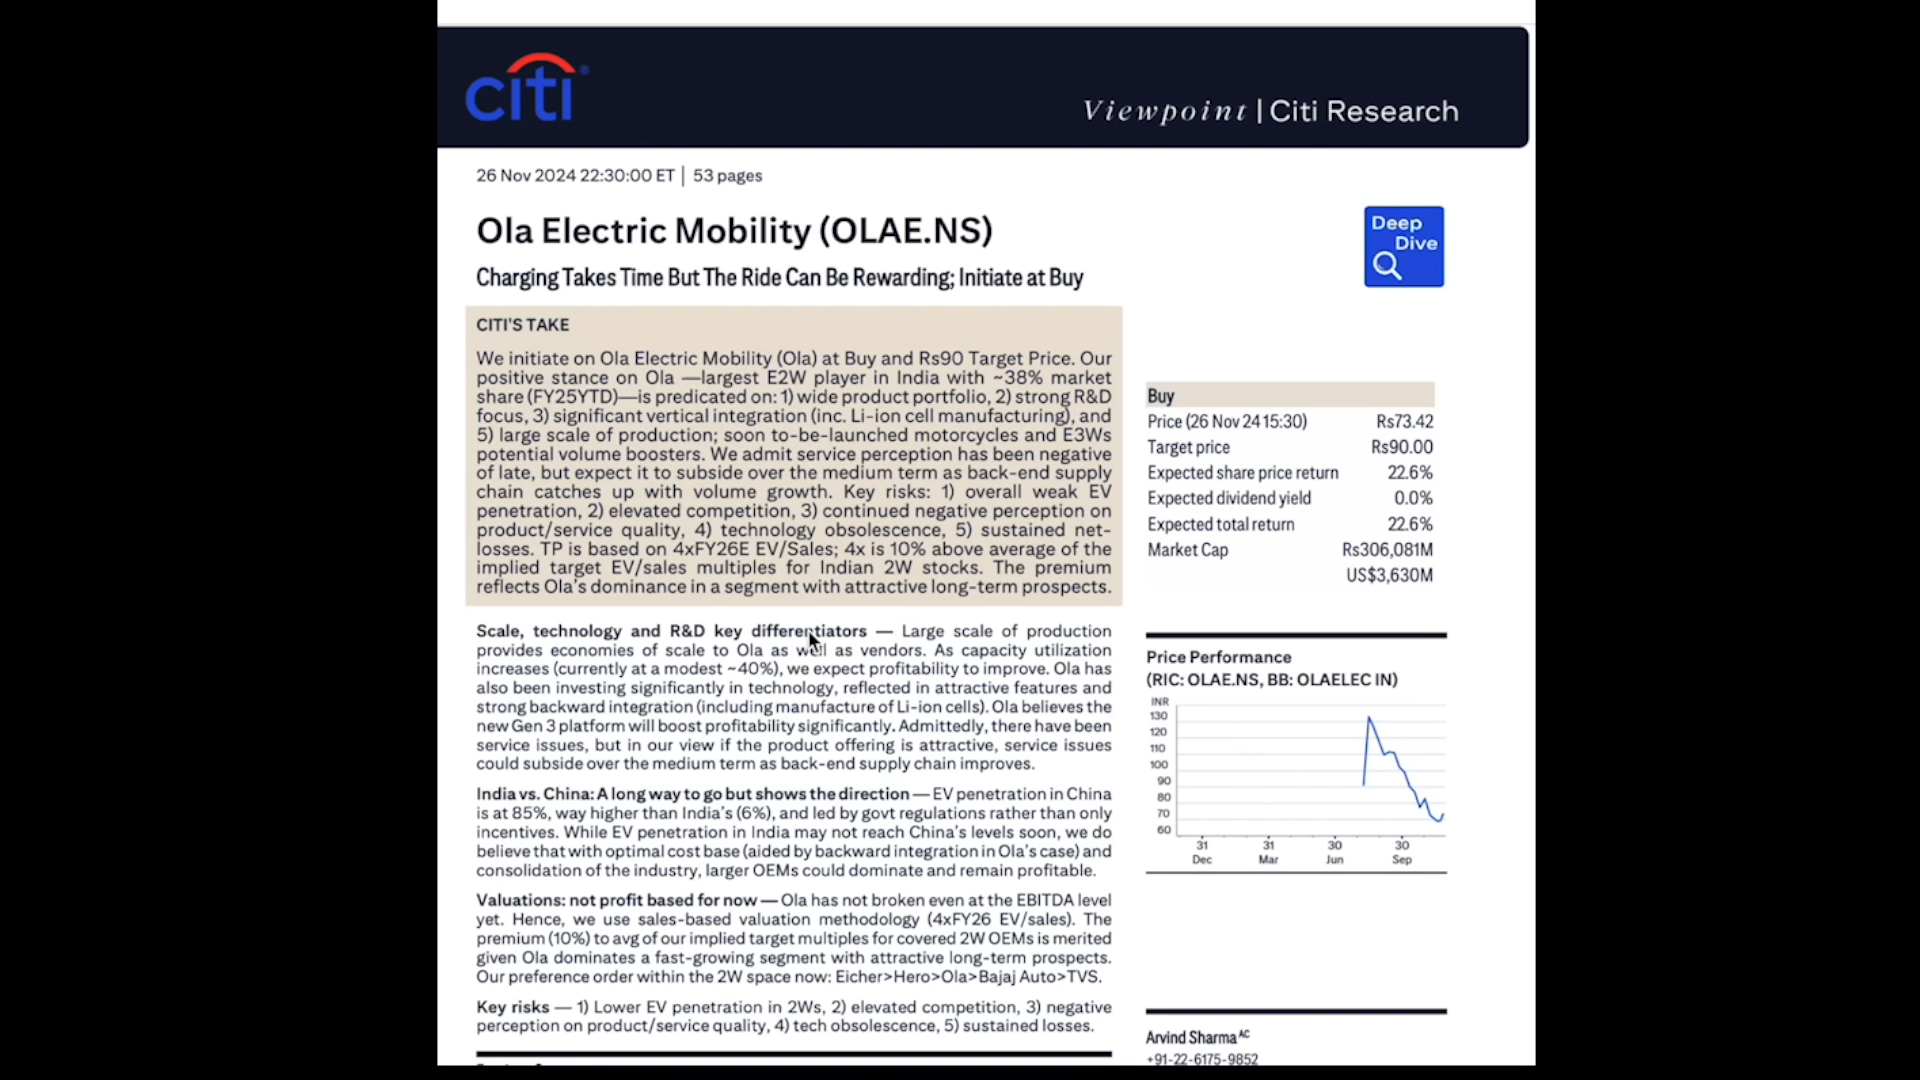 citi
Viewpoint | Citi Research
26 Nov 2024 22:30:00 ET | 53 pages
Ola Electric Mobility (OLAE.NS)
Charging Takes Time But The Ride Can Be Rewarding; Initiate at Buy
Deep
Dive
CITI'S TAKE
We initiate on Ola Electric Mobility (Ola) at Buy and Rs90 Target Price. Our
positive stance on Ola —largest E2W player in India with ~38% market
share (FY25YTD)—is predicated on: 1) wide product portfolio, 2) strong R&D
focus, 3) significant vertical integration (inc. Li-ion cell manufacturing), and
5) large scale of production; soon to-be-launched motorcycles and E3Ws
potential volume boosters. We admit service perception has been negative
of late, but expect it to subside over the medium term as back-end supply
chain catches up with volume growth. Key risks: 1) overall weak EV
penetration, 2) elevated competition, 3) continued negative perception on
product/service quality, 4) technology obsolescence, 5) sustained net-
losses. TP is based on 4xFY26E EV/Sales; 4x is 10% above average of the
implied target EV/sales multiples for Indian 2W stocks. The premium
reflects Ola's dominance in a segment with attractive long-term prospects.
Scale, technology and R&D key differentiators — Large scale of production
provides economies of scale to Ola as well as vendors. As capacity utilization
increases (currently at a modest ~40%), we expect profitability to improve. Ola has
also been investing significantly in technology, reflected in attractive features and
strong backward integration (including manufacture of Li-ion cells). Ola believes the
new Gen 3 platform will boost profitability significantly. Admittedly, there have been
service issues, but in our view if the product offering is attractive, service issues
could subside over the medium term as back-end supply chain improves.
India vs. China: A long way to go but shows the direction — EV penetration in China
is at 85%, way higher than India's (6%), and led by govt regulations rather than only
incentives. While EV penetration in India may not reach China's levels soon, we do
believe that with optimal cost base (aided by backward integration in Ola's case) and
consolidation of the industry, larger OEMs could dominate and remain profitable.
Valuations: not profit based for now — Ola has not broken even at the EBITDA level
yet. Hence, we use sales-based valuation methodology (4xFY26 EV/sales). The
premium (10%) to avg of our implied target multiples for covered 2W OEMs is merited
given Ola dominates a fast-growing segment with attractive long-term prospects.
Our preference order within the 2W space now: Eicher>Hero>Ola>Bajaj Auto>TVS.
Key risks — 1) Lower EV penetration in 2Ws, 2) elevated competition, 3) negative
perception on product/service quality, 4) tech obsolescence, 5) sustained losses.
Buy
Price (26 Nov 24 15:30) Rs73.42
Target price Rs90.00
Expected share price return 22.6%
Expected dividend yield 0.0%
Expected total return 22.6%
Market Cap Rs306,081M
US$3,630M
Price Performance
(RIC: OLAE.NS, BB: OLAELEC IN)
INR
130
120
110
100
90
80
70
60
31 31 30 30
Dec Mar Jun Sep
Arvind Sharma AC
+91-22-6175-9852